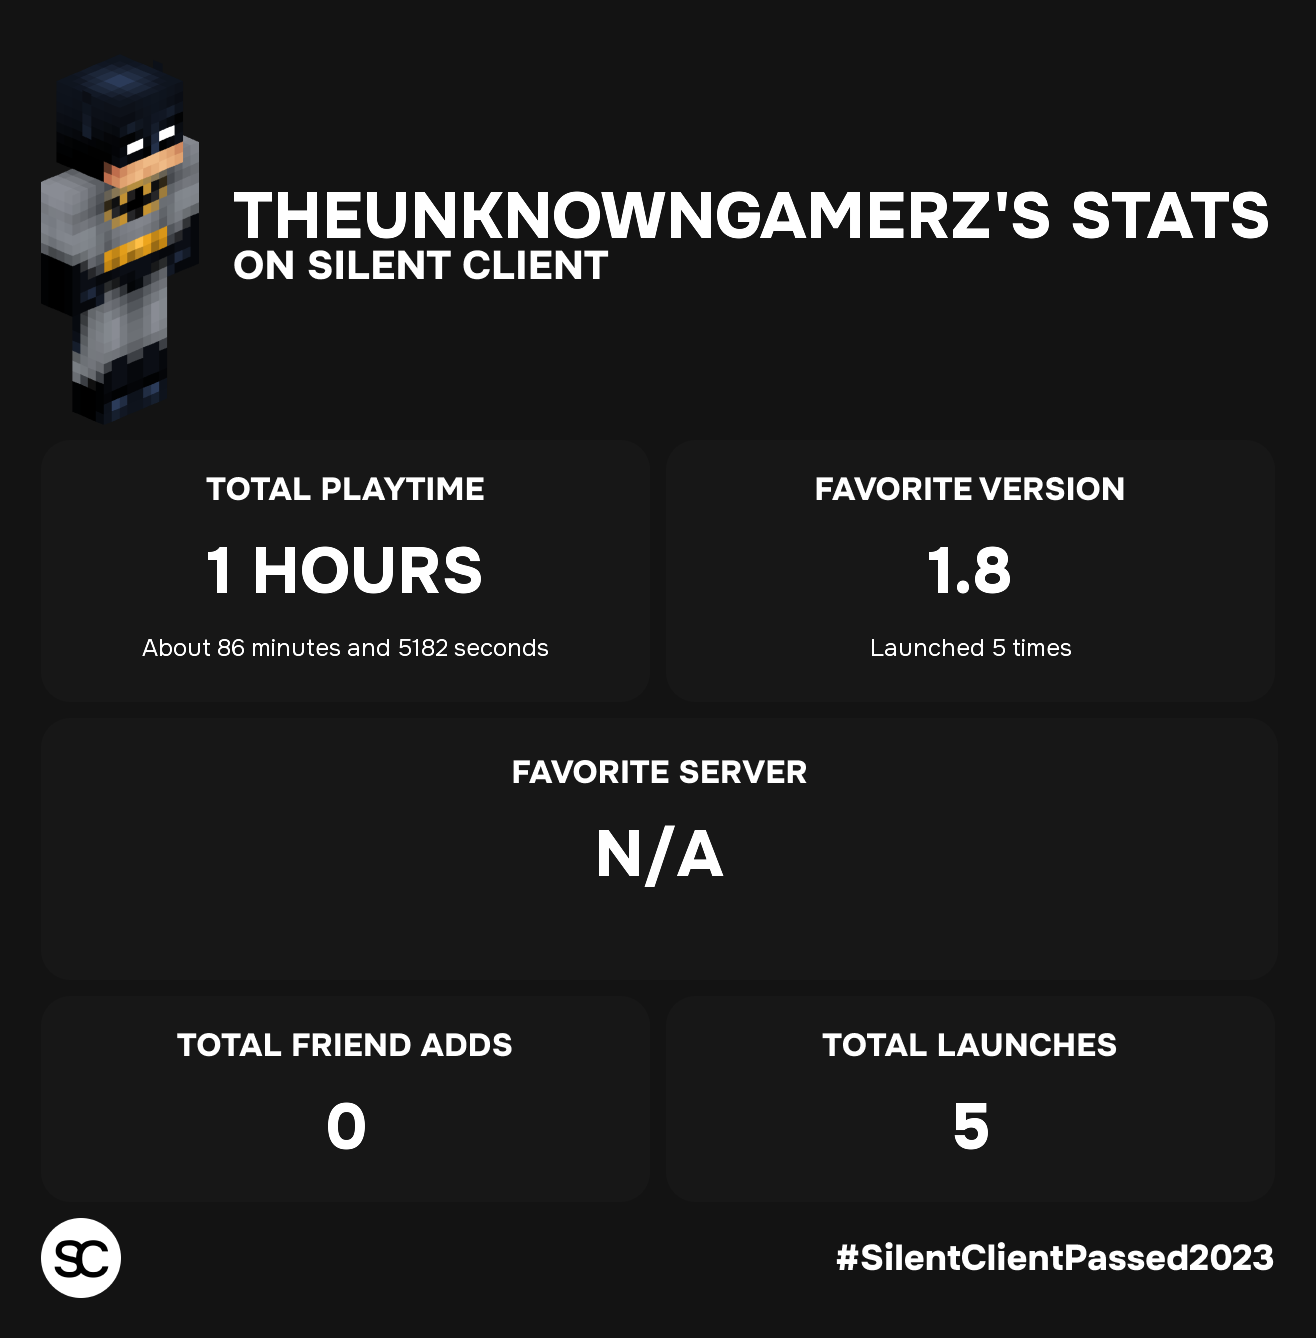 THEUNKNOWNGAMERZ'S STATS
ON SILENT CLIENT
TOTAL PLAYTIME
1 HOURS
About 86 minutes and 5182 seconds
FAVORITE VERSION
1.8
Launched 5 times
FAVORITE SERVER
N/A
TOTAL FRIEND ADDS
0
TOTAL LAUNCHES
5
SC
#SilentClientPassed2023